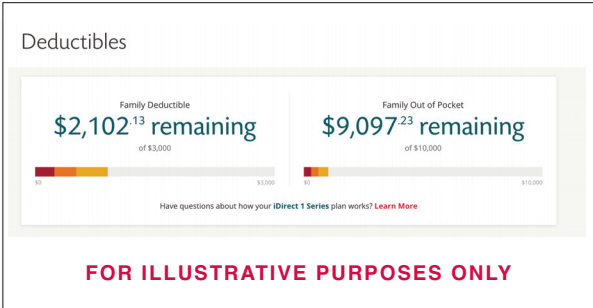 Deductibles
Family Deductible
$2,102.13 remaining
of $3,000
$0
$3,000
Family Out of Pocket
$9,097.23 remaining
of $10,000
$0
$10,000
Have questions about how your iDirect 1 Series plan works? Learn More
FOR ILLUSTRATIVE PURPOSES ONLY